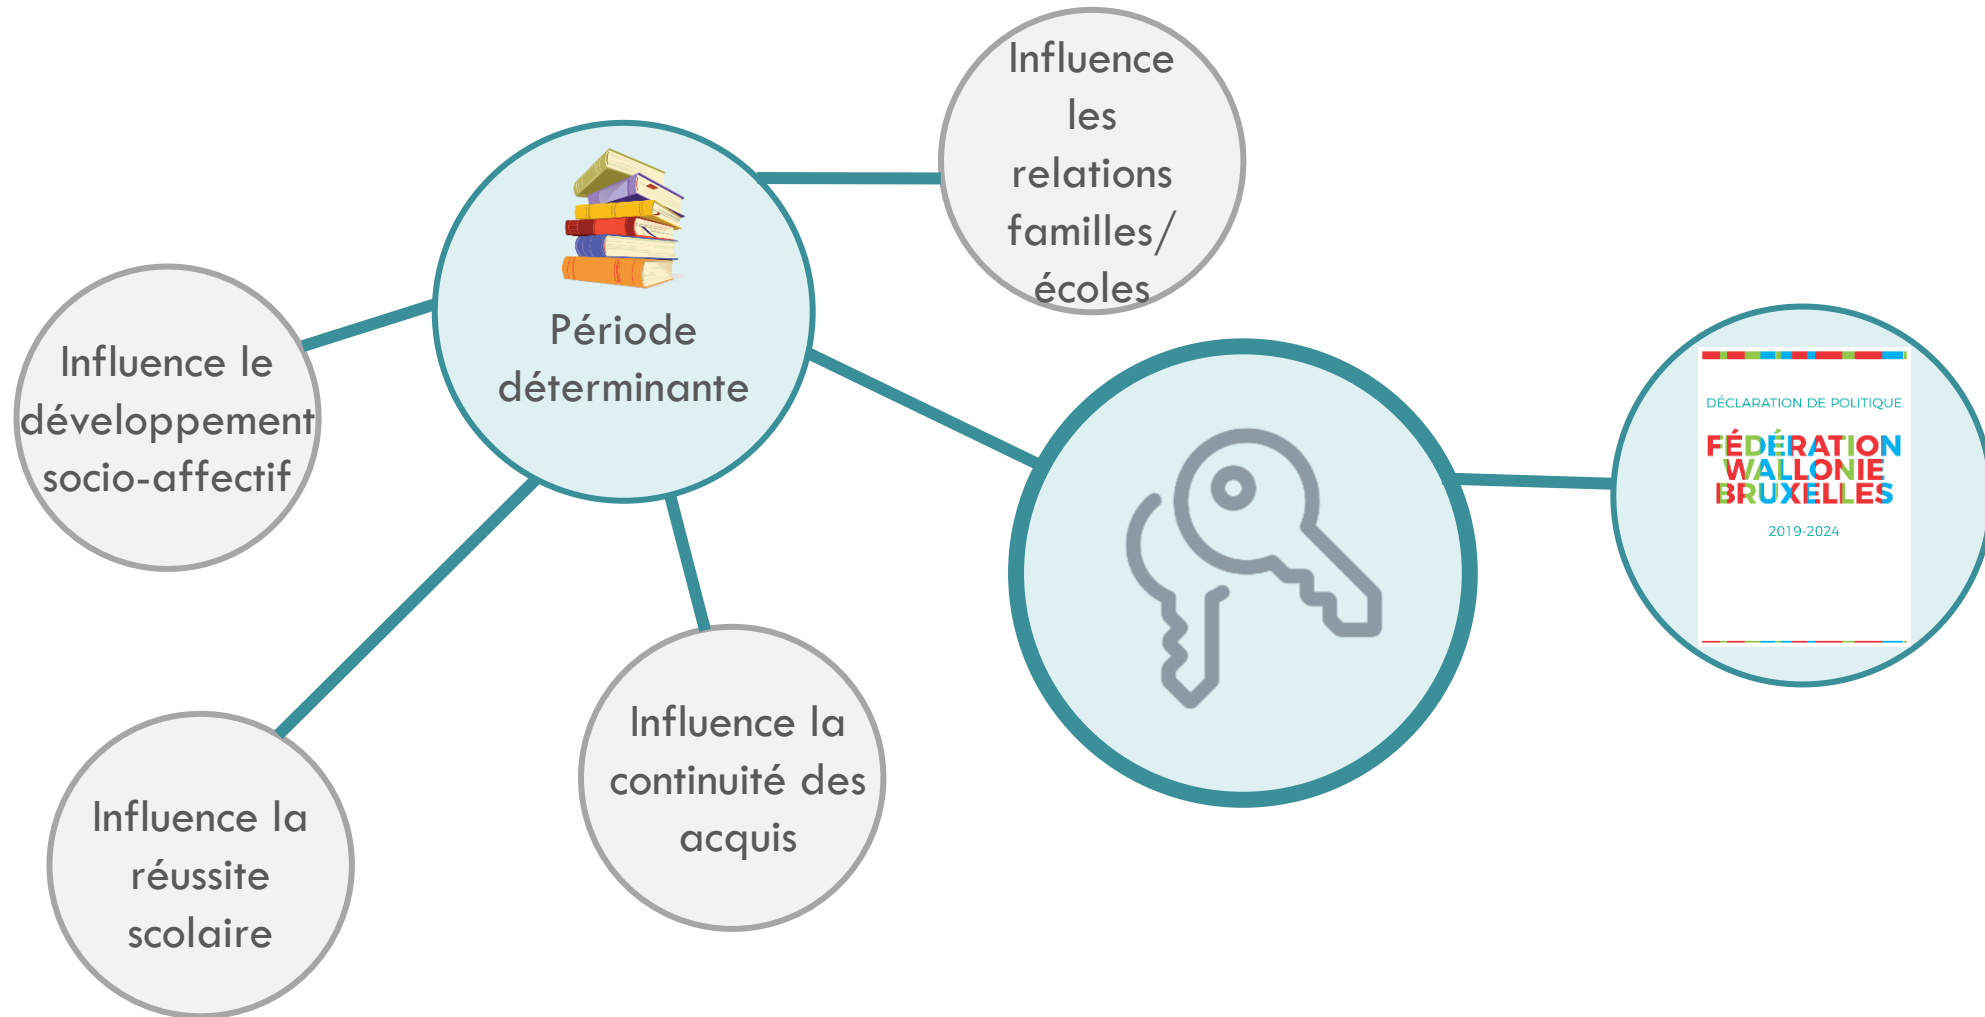 Influence
les
relations
familles/
écoles
Période
déterminante
Influence le
développement
socio-affectif
DÉCLARATION DE POLITIQUE
FÉDÉRATION
WALLONIE
BRUXELLES
2019-2024
Influence la
continuité des
acquis
Influence la
réussite
scolaire